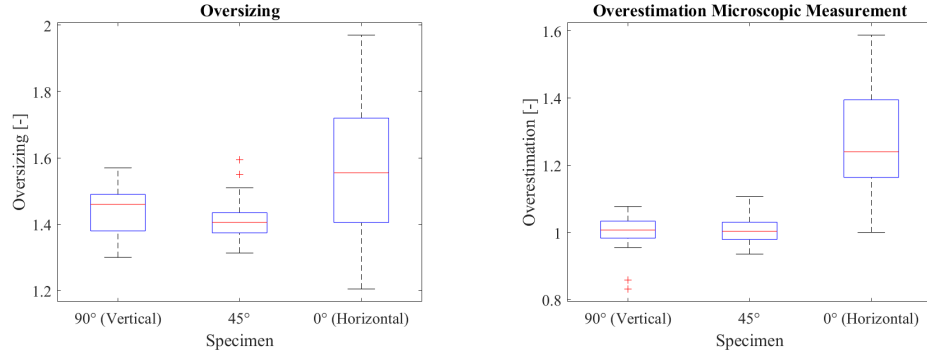 Oversizing
2
1.8
1.6
1.4
1.2
Oversizing [-]
90° (Vertical) 45° 0° (Horizontal)
Specimen
Overestimation Microscopic Measurement
1.6
1.4
1.2
1
0.8
Overestimation [-]
90° (Vertical) 45° 0° (Horizontal)
Specimen